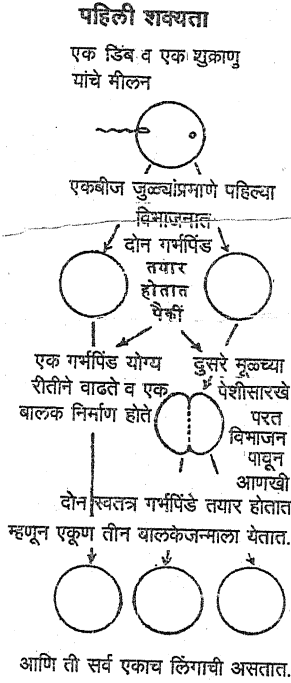 पहिली शक्यता
एक डिंब व एक शुक्राणु
यांचे मीलन
एकबीज जुळ्यांप्रमाणे पहिल्या
विभाजनात
दोन गर्भपिंड
तयार
होतात
पैकीं
एक गर्भपिंड योग्य
रीतीने वाढते व एक
बालक निर्माण होते
दुसरे मूळच्या
पेशीसारखे
परत
विभाजन
पावून
आणखी
दोन स्वतत्र गर्भपिंडे तयार होतात
म्हणून एकूण तीन बालकेजन्माला येतात.
आणि ती सर्व एकाच लिंगाची असतात.